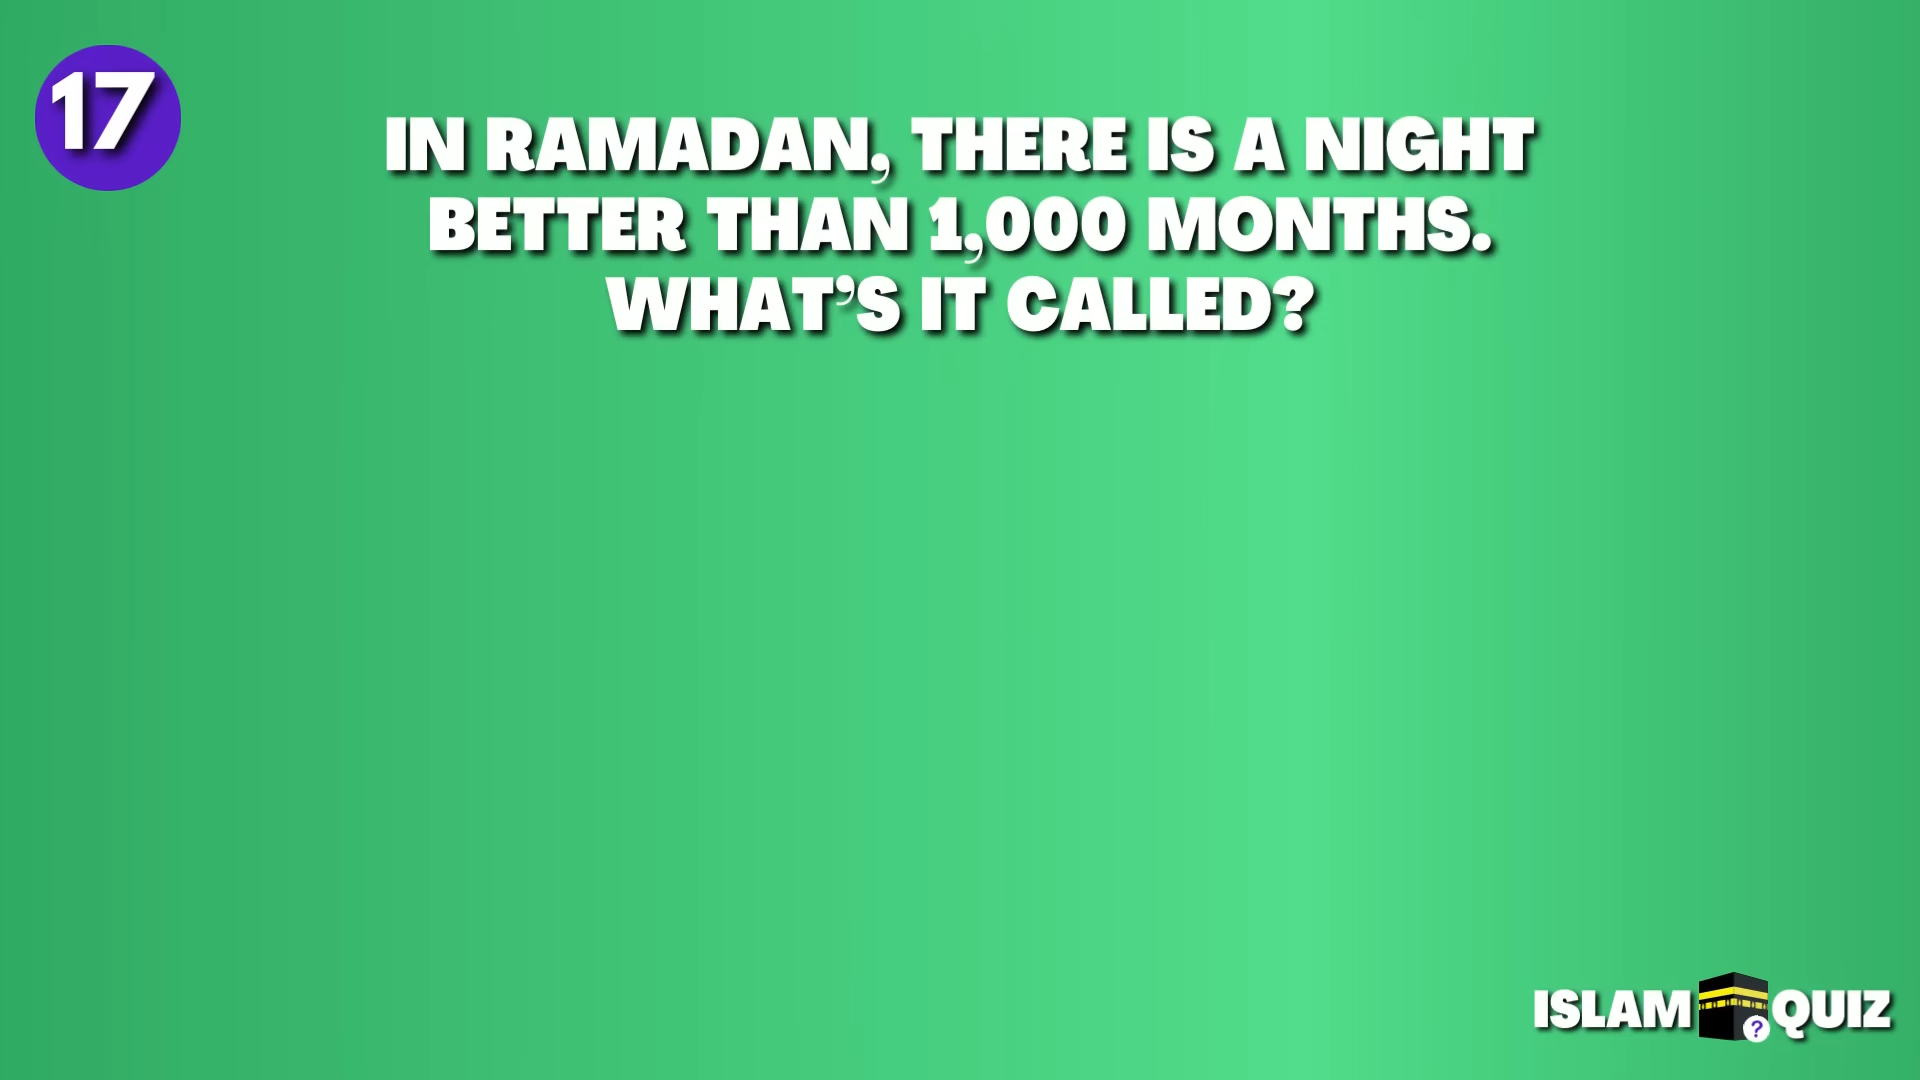 17
IN RAMADAN, THERE IS A NIGHT
BETTER THAN 1,000 MONTHS.
WHAT'S IT CALLED?
ISLAM ? QUIZ